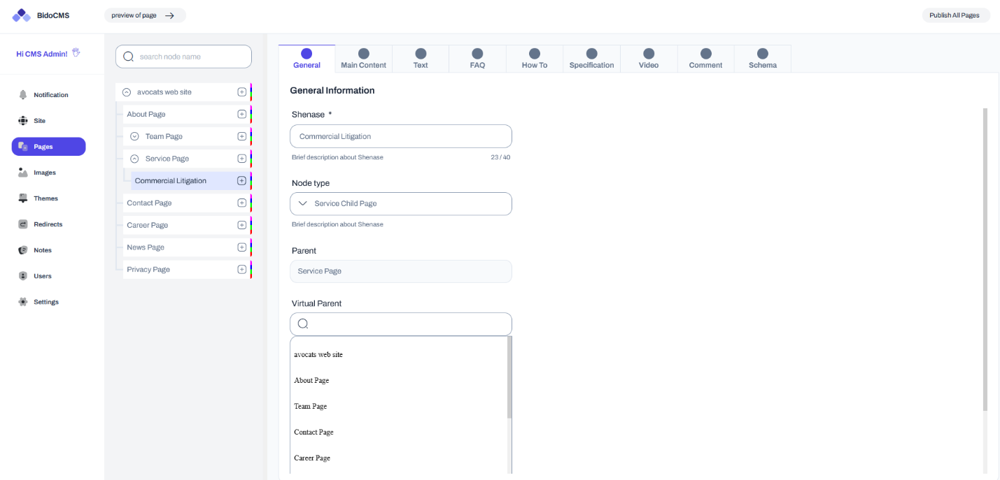 BidoCMS
preview of page
Publish All Pages
Hi CMS Admin!
Notification
Site
Pages
Images
Themes
Redirects
Notes
Users
Settings
search node name
avocats web site
About Page
Team Page
Service Page
Commercial Litigation
Contact Page
Career Page
News Page
Privacy Page
General
Main Content
Text
FAQ
How To
Specification
Video
Comment
Schema
General Information
Shenase *
Commercial Litigation
Brief description about Shenase 23 / 40
Node type
Service Child Page
Brief description about Shenase
Parent
Service Page
Virtual Parent
avocats web site
About Page
Team Page
Contact Page
Career Page